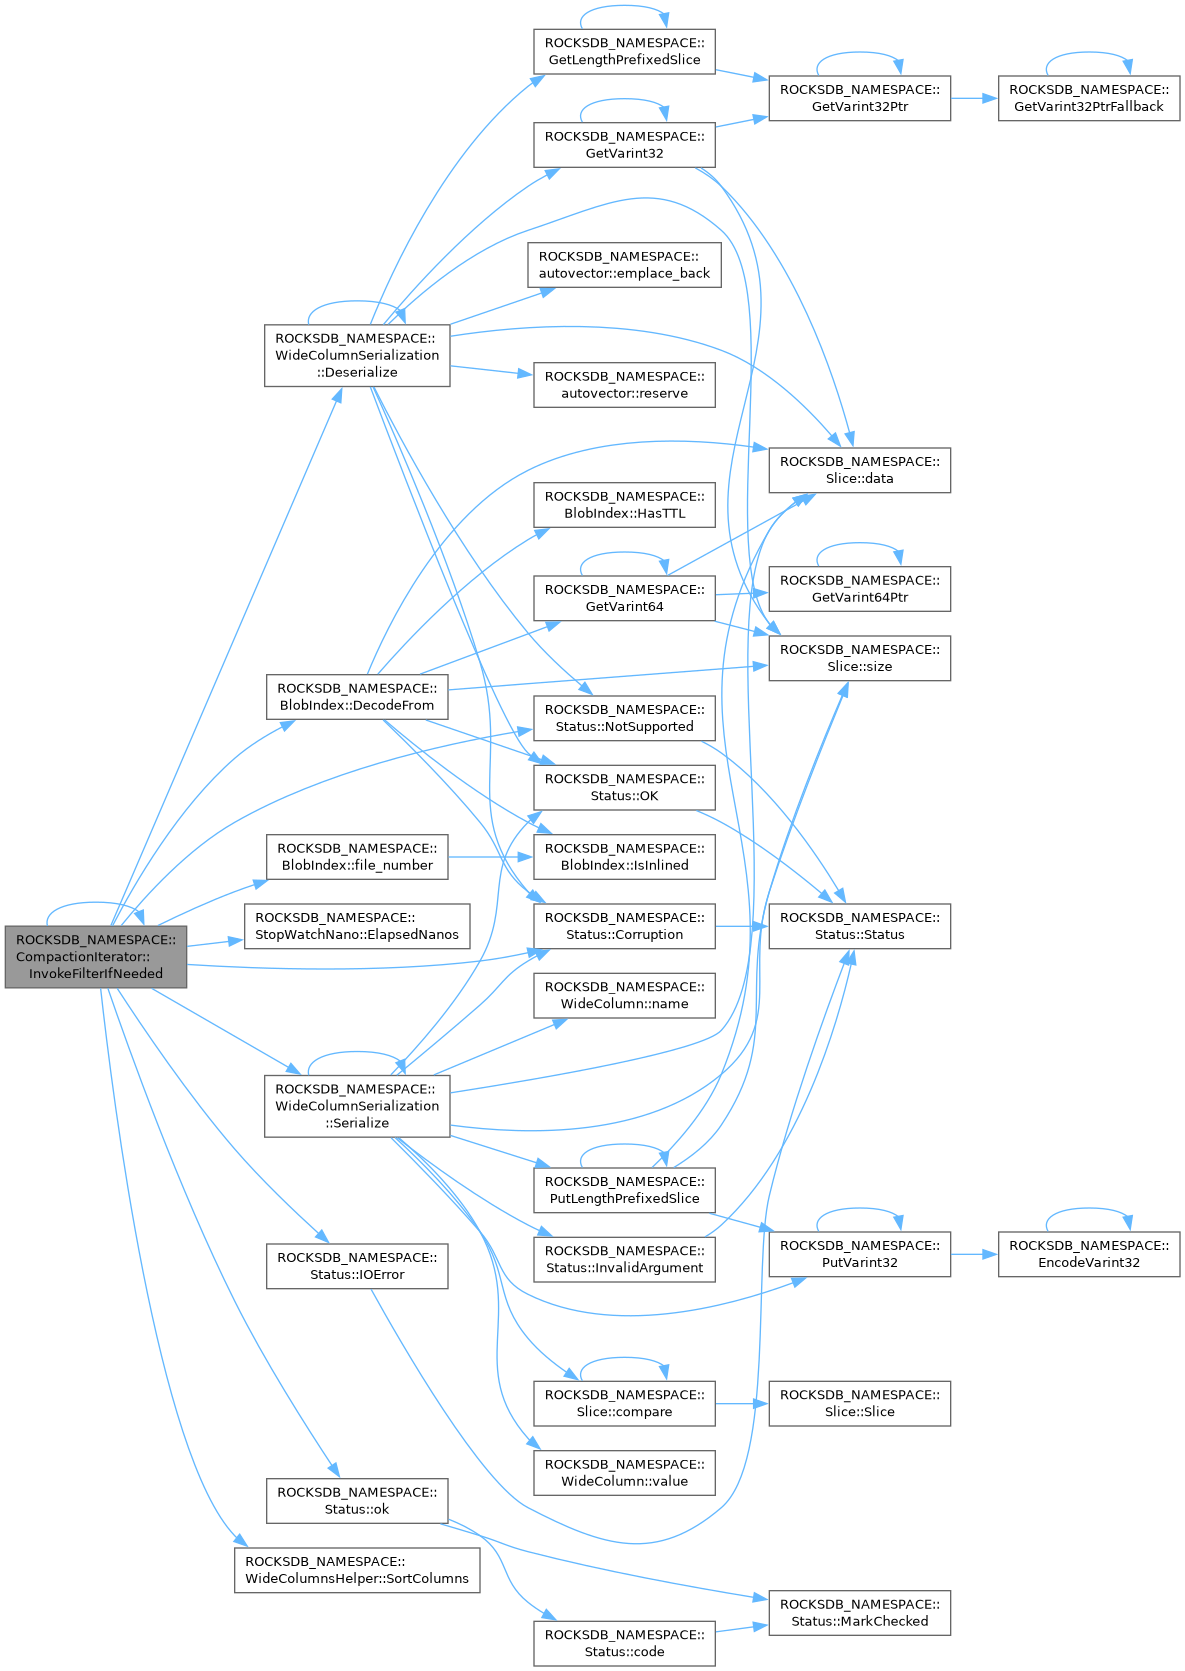 ROCKSDB_NAMESPACE::
GetLengthPrefixedSlice
ROCKSDB_NAMESPACE::
GetVarint32Ptr
ROCKSDB_NAMESPACE::
GetVarint32PtrFallback
ROCKSDB_NAMESPACE::
GetVarint32
ROCKSDB_NAMESPACE::
autovector::emplace_back
ROCKSDB_NAMESPACE::
WideColumnSerialization
::Deserialize
ROCKSDB_NAMESPACE::
autovector::reserve
ROCKSDB_NAMESPACE::
Slice::data
ROCKSDB_NAMESPACE::
BlobIndex::HasTTL
ROCKSDB_NAMESPACE::
GetVarint64
ROCKSDB_NAMESPACE::
GetVarint64Ptr
ROCKSDB_NAMESPACE::
Slice::size
ROCKSDB_NAMESPACE::
BlobIndex::DecodeFrom
ROCKSDB_NAMESPACE::
Status::NotSupported
ROCKSDB_NAMESPACE::
Status::OK
ROCKSDB_NAMESPACE::
BlobIndex::file_number
ROCKSDB_NAMESPACE::
BlobIndex::IsInlined
ROCKSDB_NAMESPACE::
StopWatchNano::ElapsedNanos
ROCKSDB_NAMESPACE::
Status::Corruption
ROCKSDB_NAMESPACE::
Status::Status
ROCKSDB_NAMESPACE::
CompactionIterator::
InvokeFilterIfNeeded
ROCKSDB_NAMESPACE::
WideColumn::name
ROCKSDB_NAMESPACE::
WideColumnSerialization
::Serialize
ROCKSDB_NAMESPACE::
PutLengthPrefixedSlice
ROCKSDB_NAMESPACE::
Status::InvalidArgument
ROCKSDB_NAMESPACE::
PutVarint32
ROCKSDB_NAMESPACE::
EncodeVarint32
ROCKSDB_NAMESPACE::
Status::IOError
ROCKSDB_NAMESPACE::
Slice::compare
ROCKSDB_NAMESPACE::
Slice::Slice
ROCKSDB_NAMESPACE::
WideColumn::value
ROCKSDB_NAMESPACE::
Status::ok
ROCKSDB_NAMESPACE::
WideColumnsHelper::SortColumns
ROCKSDB_NAMESPACE::
Status::MarkChecked
ROCKSDB_NAMESPACE::
Status::code